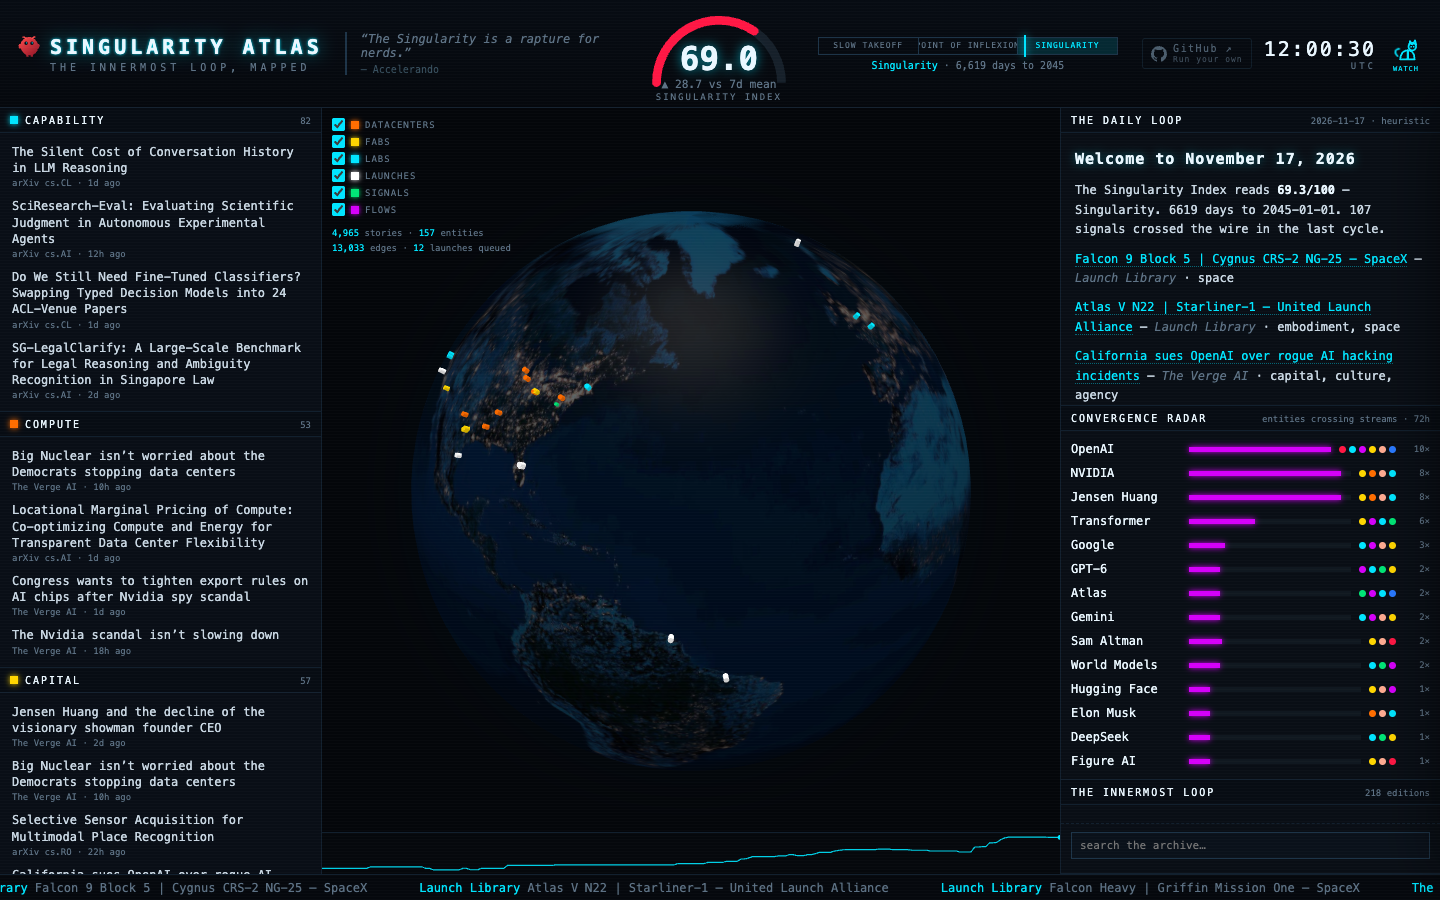 SINGULARITY ATLAS
THE INNERMOST LOOP, MAPPED
“The Singularity is a rapture for
nerds.”
— Accelerando
69.0
▲ 28.7 vs 7d mean
SINGULARITY INDEX
SLOW TAKEOFF
POINT OF INFLEXION
SINGULARITY
Singularity · 6,619 days to 2045
GitHub ↗
Run your own
12:00:30
UTC
WATCH
CAPABILITY 82
The Silent Cost of Conversation History
in LLM Reasoning
arXiv cs.CL · 1d ago
SciResearch-Eval: Evaluating Scientific
Judgment in Autonomous Experimental
Agents
arXiv cs.AI · 12h ago
Do We Still Need Fine-Tuned Classifiers?
Swapping Typed Decision Models into 24
ACL-Venue Papers
arXiv cs.CL · 1d ago
SG-LegalClarify: A Large-Scale Benchmark
for Legal Reasoning and Ambiguity
Recognition in Singapore Law
arXiv cs.AI · 2d ago
COMPUTE 53
Big Nuclear isn’t worried about the
Democrats stopping data centers
The Verge AI · 10h ago
Locational Marginal Pricing of Compute:
Co-optimizing Compute and Energy for
Transparent Data Center Flexibility
arXiv cs.AI · 1d ago
Congress wants to tighten export rules on
AI chips after Nvidia spy scandal
The Verge AI · 1d ago
The Nvidia scandal isn’t slowing down
The Verge AI · 18h ago
CAPITAL 57
Jensen Huang and the decline of the
visionary showman founder CEO
The Verge AI · 2d ago
Big Nuclear isn’t worried about the
Democrats stopping data centers
The Verge AI · 10h ago
Selective Sensor Acquisition for
Multimodal Place Recognition
arXiv cs.RO · 22h ago
California sues OpenAI over rogue AI
DATACENTERS
FABS
LABS
LAUNCHES
SIGNALS
FLOWS
4,965 stories · 157 entities
13,033 edges · 12 launches queued
THE DAILY LOOP 2026-11-17 · heuristic
Welcome to November 17, 2026
The Singularity Index reads 69.3/100 —
Singularity. 6619 days to 2045-01-01. 107
signals crossed the wire in the last cycle.
Falcon 9 Block 5 | Cygnus CRS-2 NG-25 — SpaceX —
Launch Library · space
Atlas V N22 | Starliner-1 — United Launch
Alliance — Launch Library · embodiment, space
California sues OpenAI over rogue AI hacking
incidents — The Verge AI · capital, culture,
agency
CONVERGENCE RADAR entities crossing streams · 72h
OpenAI 10×
NVIDIA 8×
Jensen Huang 8×
Transformer 6×
Google 3×
GPT-6 2×
Atlas 2×
Gemini 2×
Sam Altman 2×
World Models 2×
Hugging Face 1×
Elon Musk 1×
DeepSeek 1×
Figure AI 1×
THE INNERMOST LOOP 218 editions
search the archive…
rary Falcon 9 Block 5 | Cygnus CRS-2 NG-25 — SpaceX Launch Library Atlas V N22 | Starliner-1 — United Launch Alliance Launch Library Falcon Heavy | Griffin Mission One — SpaceX The